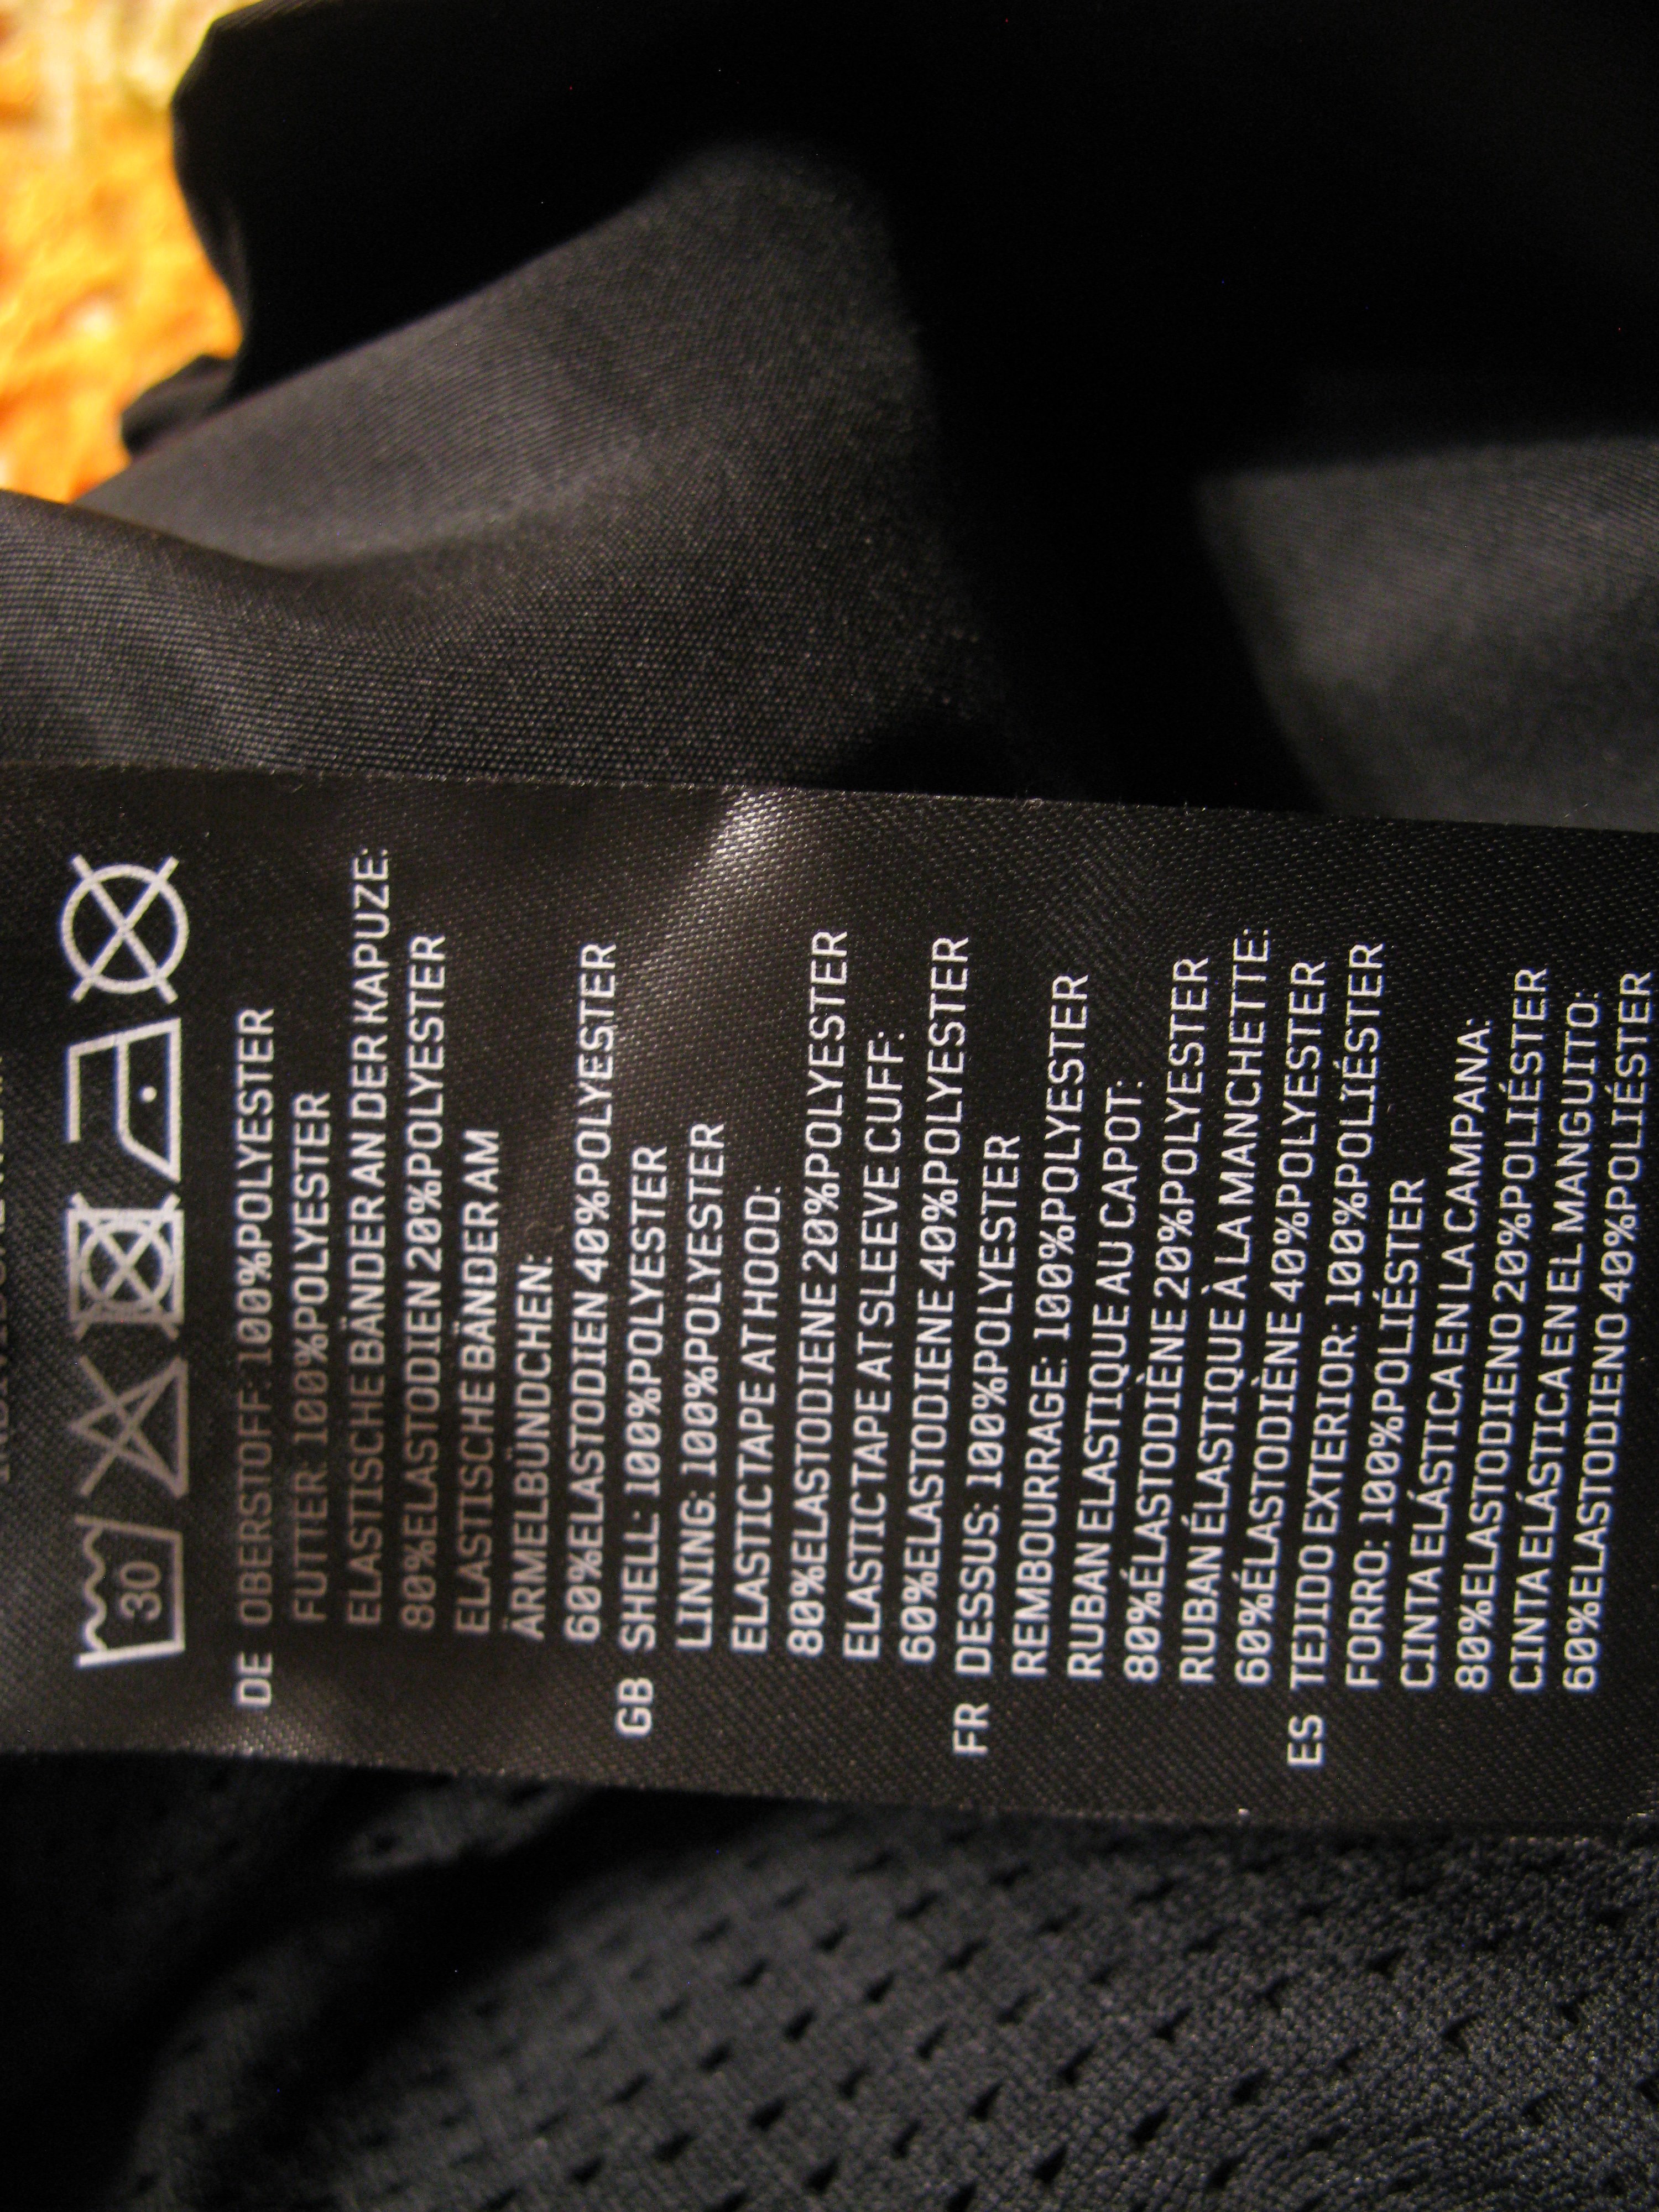 30
DE OBERSTOFF: 100%POLYESTER
FUTTER: 100%POLYESTER
ELASTISCHE BÄNDER AN DER KAPUZE:
80%ELASTODIEN 20%POLYESTER
ELASTISCHE BÄNDER AM
ÄRMELBÜNDCHEN:
60%ELASTODIEN 40%POLYESTER
GB SHELL: 100%POLYESTER
LINING: 100%POLYESTER
ELASTIC TAPE AT HOOD:
80%ELASTODIENE 20%POLYESTER
ELASTIC TAPE AT SLEEVE CUFF:
60%ELASTODIENE 40%POLYESTER
FR DESSUS: 100%POLYESTER
REMBOURRAGE: 100%POLYESTER
RUBAN ELASTIQUE AU CAPOT:
80%ÉLASTODIÈNE 20%POLYESTER
RUBAN ÉLASTIQUE À LA MANCHETTE:
60%ÉLASTODIÈNE 40%POLYESTER
ES TEJIDO EXTERIOR: 100%POLIÉSTER
FORRO: 100%POLIÉSTER
CINTA ELÁSTICA EN LA CAMPANA:
80%ELASTODIENO 20%POLIÉSTER
CINTA ELÁSTICA EN EL MANGUITO:
60%ELASTODIENO 40%POLIÉSTER